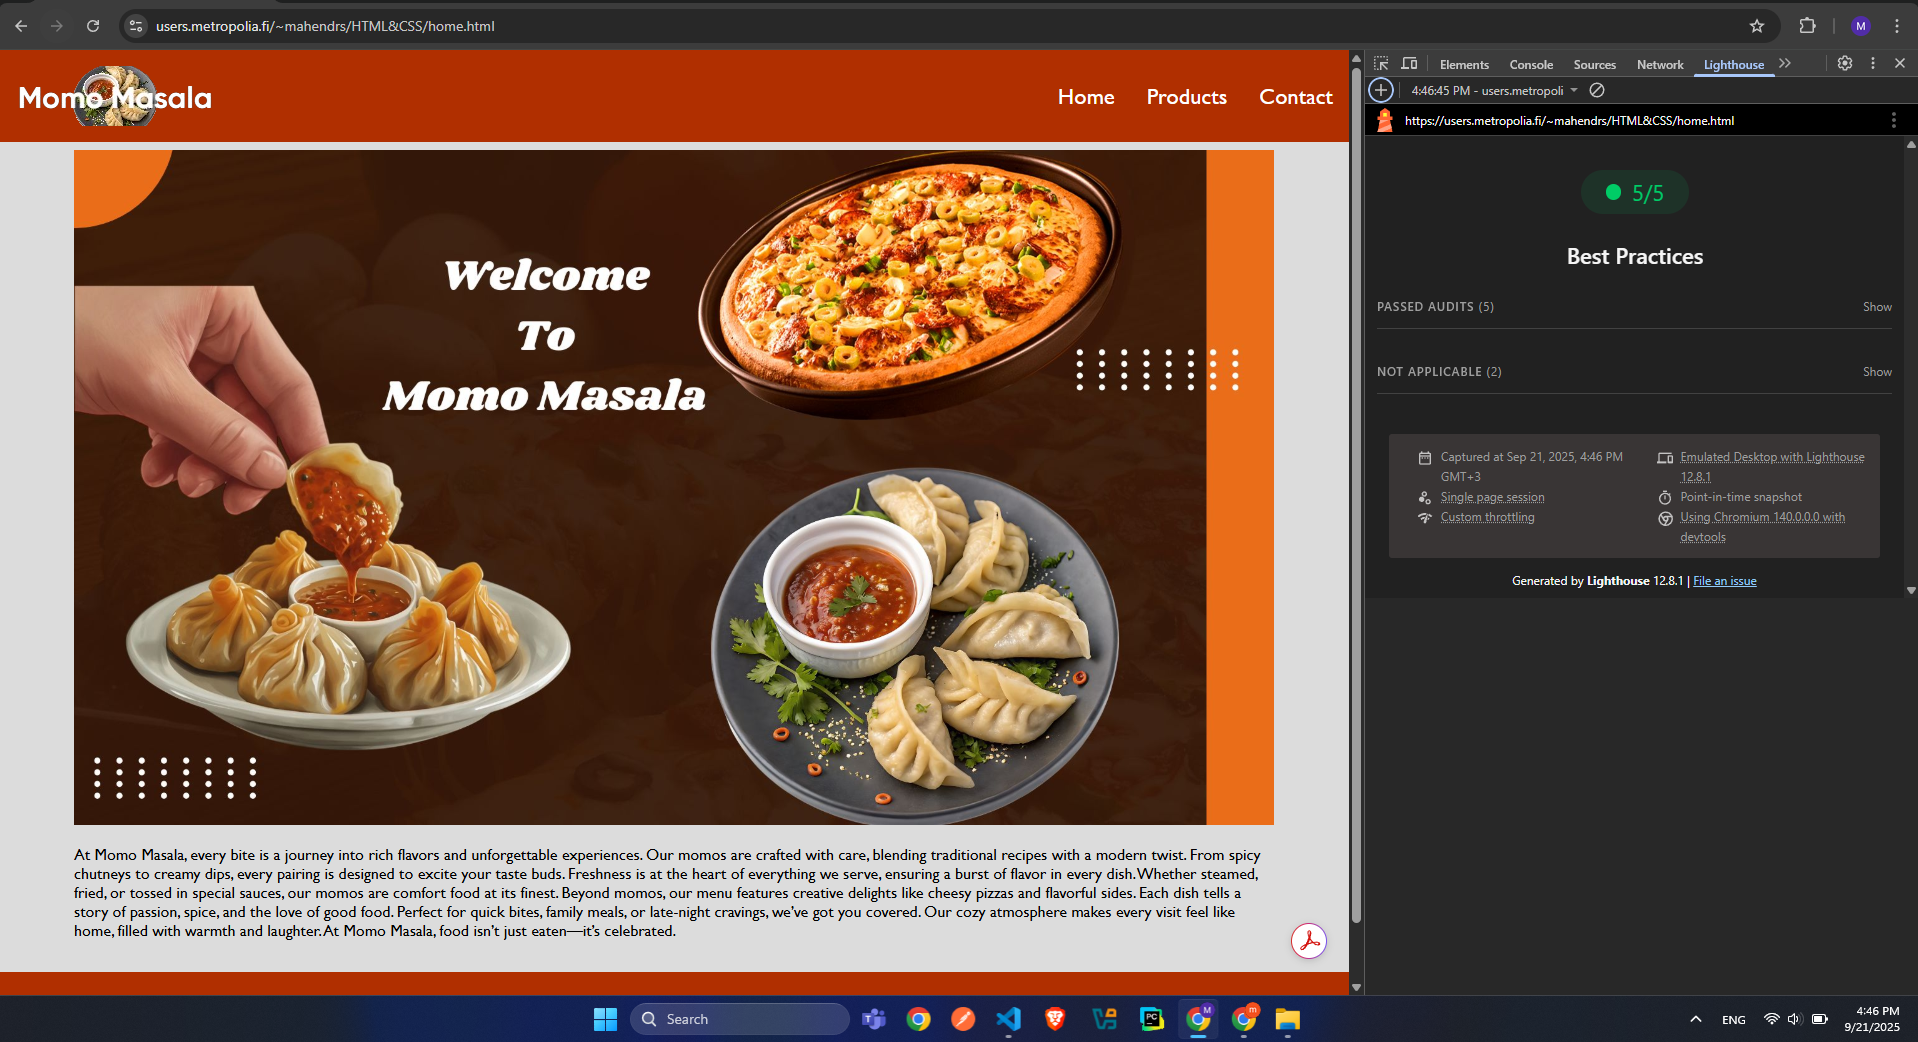 users.metropolia.fi/~mahendrs/HTML&CSS/home.html
M
Momo Masala
Home Products Contact
Welcome
To
Momo Masala
At Momo Masala, every bite is a journey into rich flavors and unforgettable experiences. Our momos are crafted with care, blending traditional recipes with a modern twist. From spicy
chutneys to creamy dips, every pairing is designed to excite your taste buds. Freshness is at the heart of everything we serve, ensuring a burst of flavor in every dish. Whether steamed,
fried, or tossed in special sauces, our momos are comfort food at its finest. Beyond momos, our menu features creative delights like cheesy pizzas and flavorful sides. Each dish tells a
story of passion, spice, and the love of good food. Perfect for quick bites, family meals, or late-night cravings, we’ve got you covered. Our cozy atmosphere makes every visit feel like
home, filled with warmth and laughter. At Momo Masala, food isn’t just eaten—it’s celebrated.
Elements Console Sources Network Lighthouse
4:46:45 PM - users.metropoli
https://users.metropolia.fi/~mahendrs/HTML&CSS/home.html
5/5
Best Practices
PASSED AUDITS (5) Show
NOT APPLICABLE (2) Show
Captured at Sep 21, 2025, 4:46 PM
GMT+3
Single page session
Custom throttling
Emulated Desktop with Lighthouse
12.8.1
Point-in-time snapshot
Using Chromium 140.0.0.0 with
devtools
Generated by Lighthouse 12.8.1 | File an issue
Search
T
PC
M
m
ENG
4:46 PM
9/21/2025